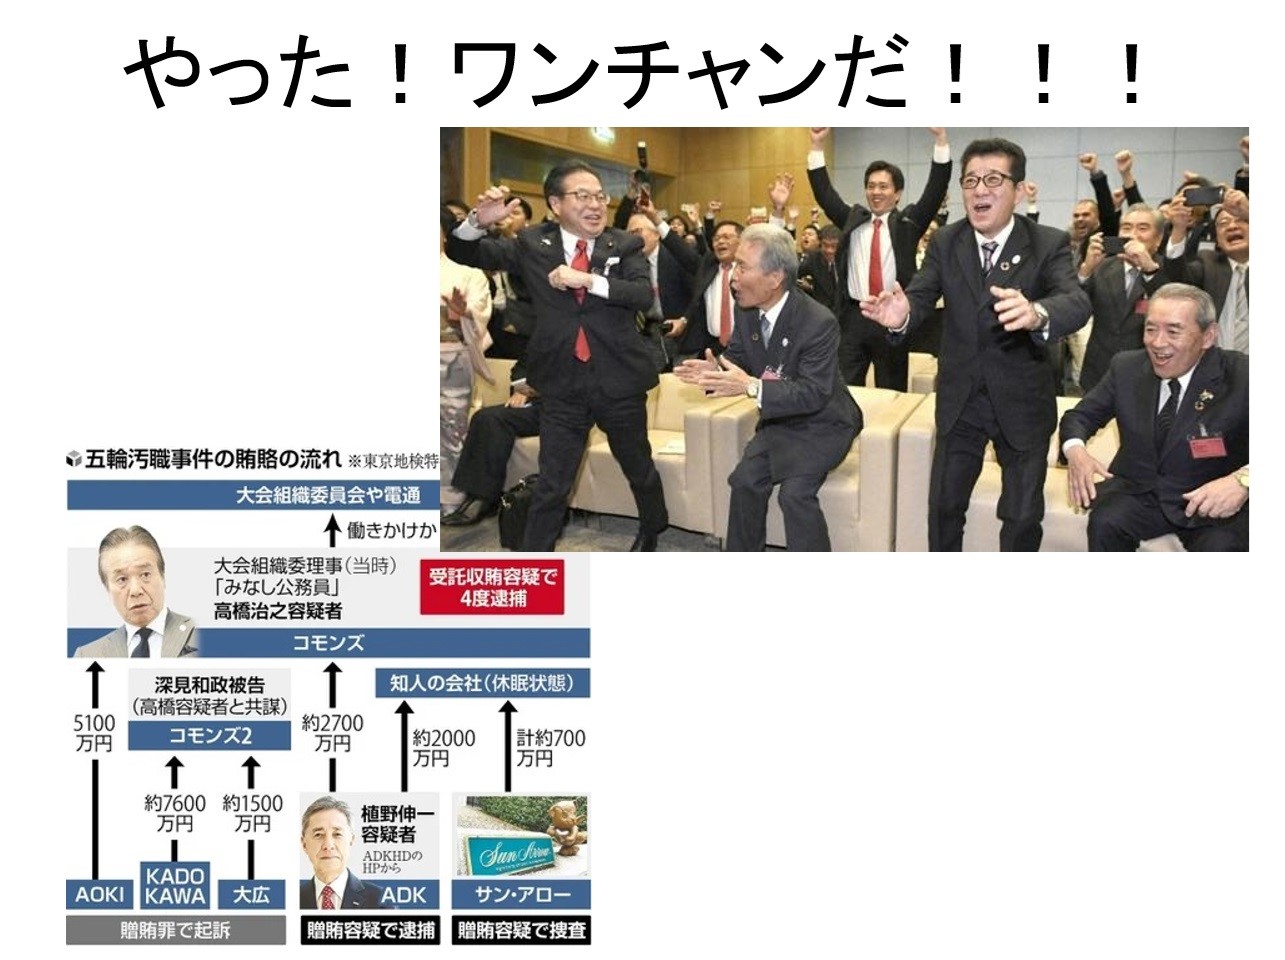 やった！ワンチャンだ！！！
五輪汚職事件の賄賂の流れ ※東京地検特
大会組織委員会や電通
働きかけか
大会組織委理事（当時）
「みなし公務員」
高橋治之容疑者
受託収賄容疑で
4度逮捕
コモンズ
深見和政被告
（高橋容疑者と共謀）
コモンズ2
知人の会社（休眠状態）
5100
万円
約2700
万円
約2000
万円
計約700
万円
約7600
万円
約1500
万円
植野伸一
容疑者
ADKHDの
HPから
Sun Arrow
AOKI
KADO
KAWA
大広
ADK
サン・アロー
贈賄罪で起訴
贈賄容疑で逮捕
贈賄容疑で捜査